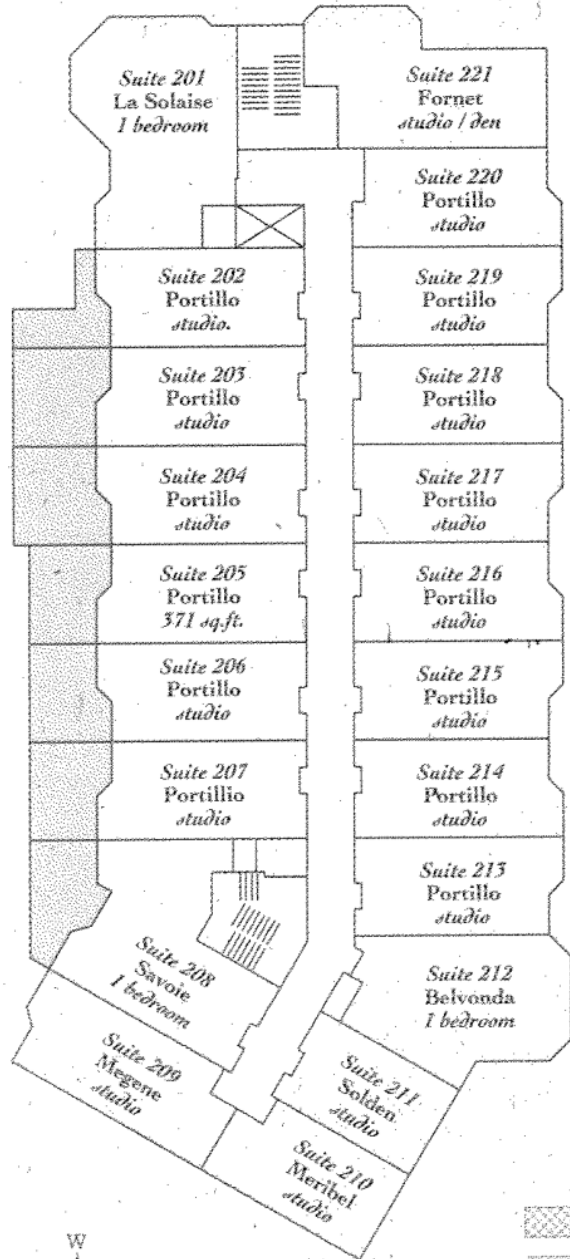 Suite 201
La Solaise
1 bedroom
Suite 221
Fornet
studio / den
Suite 220
Portillo
studio
Suite 202
Portillo
studio.
Suite 219
Portillo
studio
Suite 203
Portillo
studio
Suite 218
Portillo
studio
Suite 204
Portillo
studio
Suite 217
Portillo
studio
Suite 205
Portillo
371 sq.ft.
Suite 216
Portillo
studio
Suite 206
Portillo
studio
Suite 215
Portillo
studio
Suite 207
Portillio
studio
Suite 214
Portillo
studio
Suite 213
Portillo
studio
Suite 208
Savoie
1 bedroom
Suite 212
Belvonda
1 bedroom
Suite 209
Megene
studio
Suite 211
Solden
studio
Suite 210
Meribel
studio
W